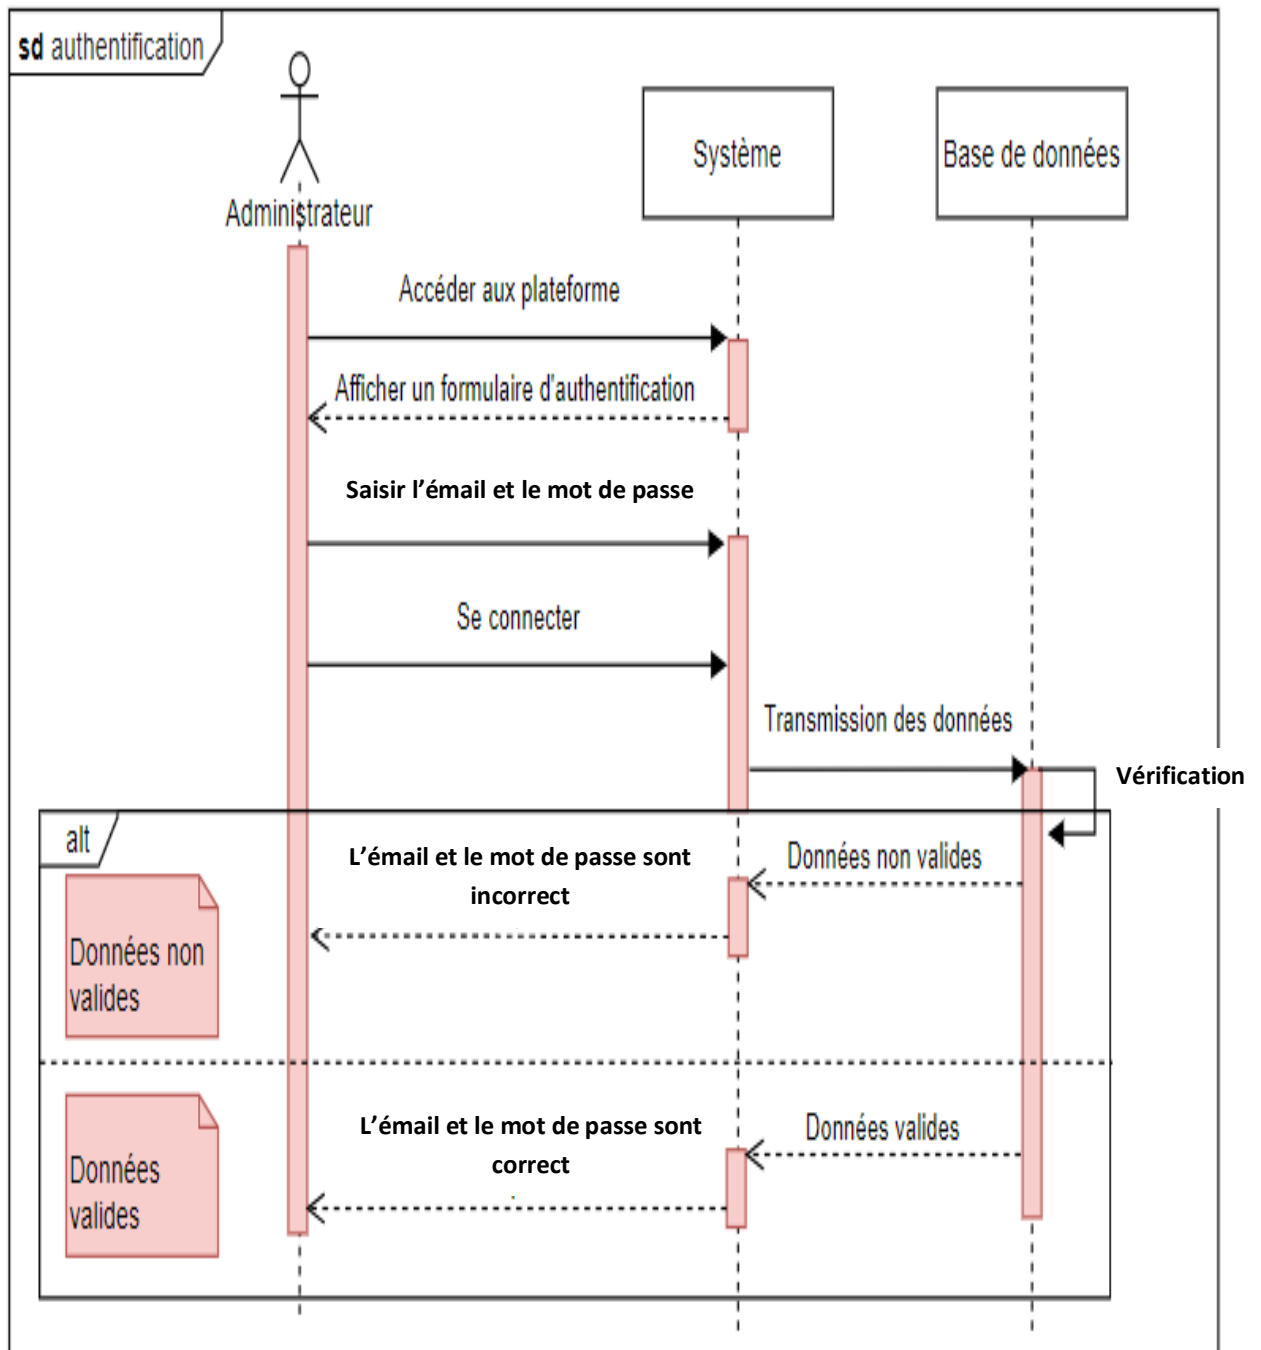 sd authentification
Administrateur
Système
Base de données
Accéder aux plateforme
Afficher un formulaire d'authentification
Saisir l’émail et le mot de passe
Se connecter
Transmission des données
Vérification
alt
L’émail et le mot de passe sont
incorrect
Données non valides
Données non
valides
L’émail et le mot de passe sont
correct
Données valides
Données
valides